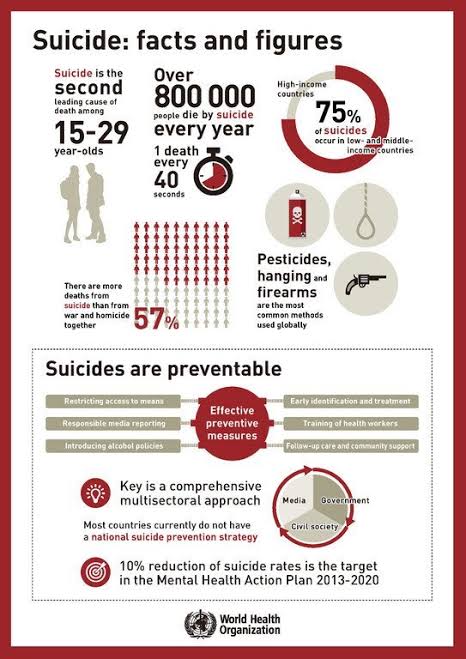 Suicide: facts and figures
Suicide is the
second
leading cause of
death among
15-29
year-olds
Over
800 000
people die by suicide
every year
1 death
every
40
seconds
High-income
countries
75%
of suicides
occur in low- and middle-
income countries
There are more
deaths from
suicide than from
war and homicide
together
57%
Pesticides,
hanging and
firearms
are the most
common methods
used globally
Suicides are preventable
Restricting access to means
Responsible media reporting
Introducing alcohol policies
Effective
preventive
measures
Early identification and treatment
Training of health workers
Follow-up care and community support
Key is a comprehensive
multisectoral approach
Most countries currently do not have
a national suicide prevention strategy
Media
Government
Civil society
10% reduction of suicide rates is the target
in the Mental Health Action Plan 2013-2020
World Health
Organization